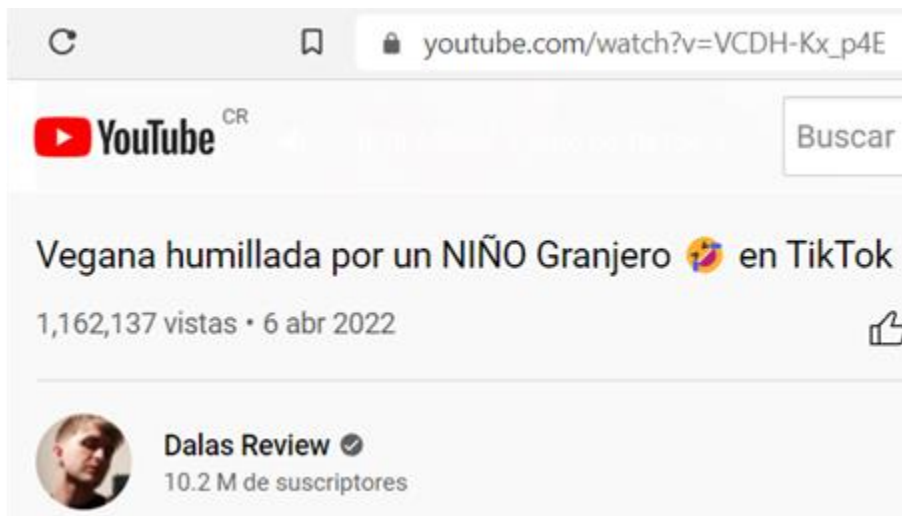 youtube.com/watch?v=VCDH-Kx_p4E
YouTube CR
Buscar
Vegana humillada por un NIÑO Granjero 🤣 en TikTok
1,162,137 vistas • 6 abr 2022
Dalas Review
10.2 M de suscriptores